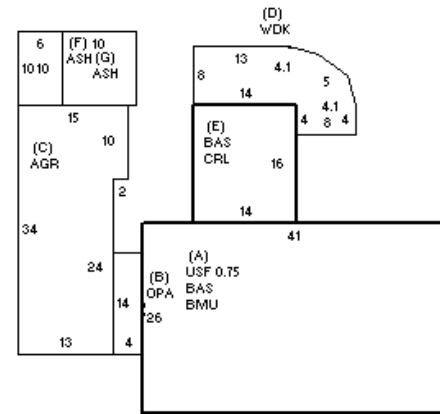 (D)
WDK
6
(F) 10
ASH (G)
ASH
10 10
13
4.1
8
5
14
4.1
4
8
4
15
10
(C)
AGR
(E)
BAS
CRL
16
2
14
34
41
24
(A)
USF 0.75
BAS
BMU
(B)
OPA
14
26
13
4